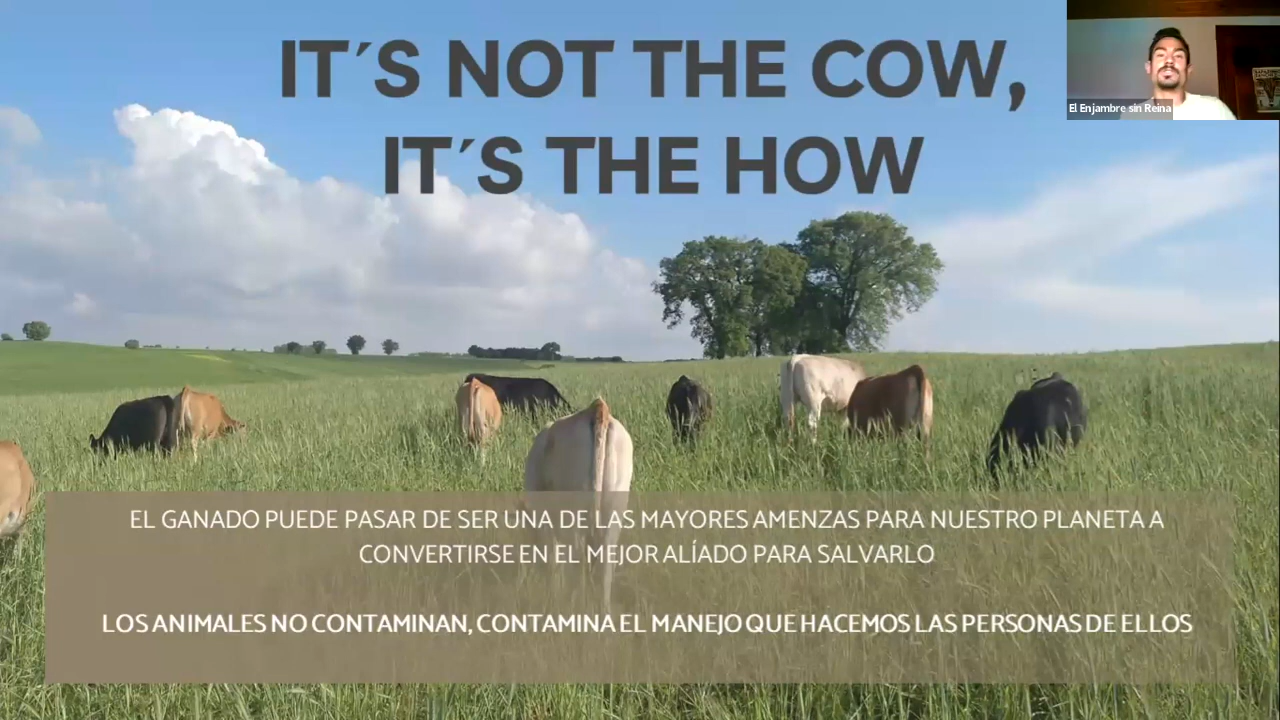 IT´S NOT THE COW,
IT´S THE HOW
El Enjambre sin Reina
EL GANADO PUEDE PASAR DE SER UNA DE LAS MAYORES AMENZAS PARA NUESTRO PLANETA A
CONVERTIRSE EN EL MEJOR ALÍADO PARA SALVARLO
LOS ANIMALES NO CONTAMINAN, CONTAMINA EL MANEJO QUE HACEMOS LAS PERSONAS DE ELLOS